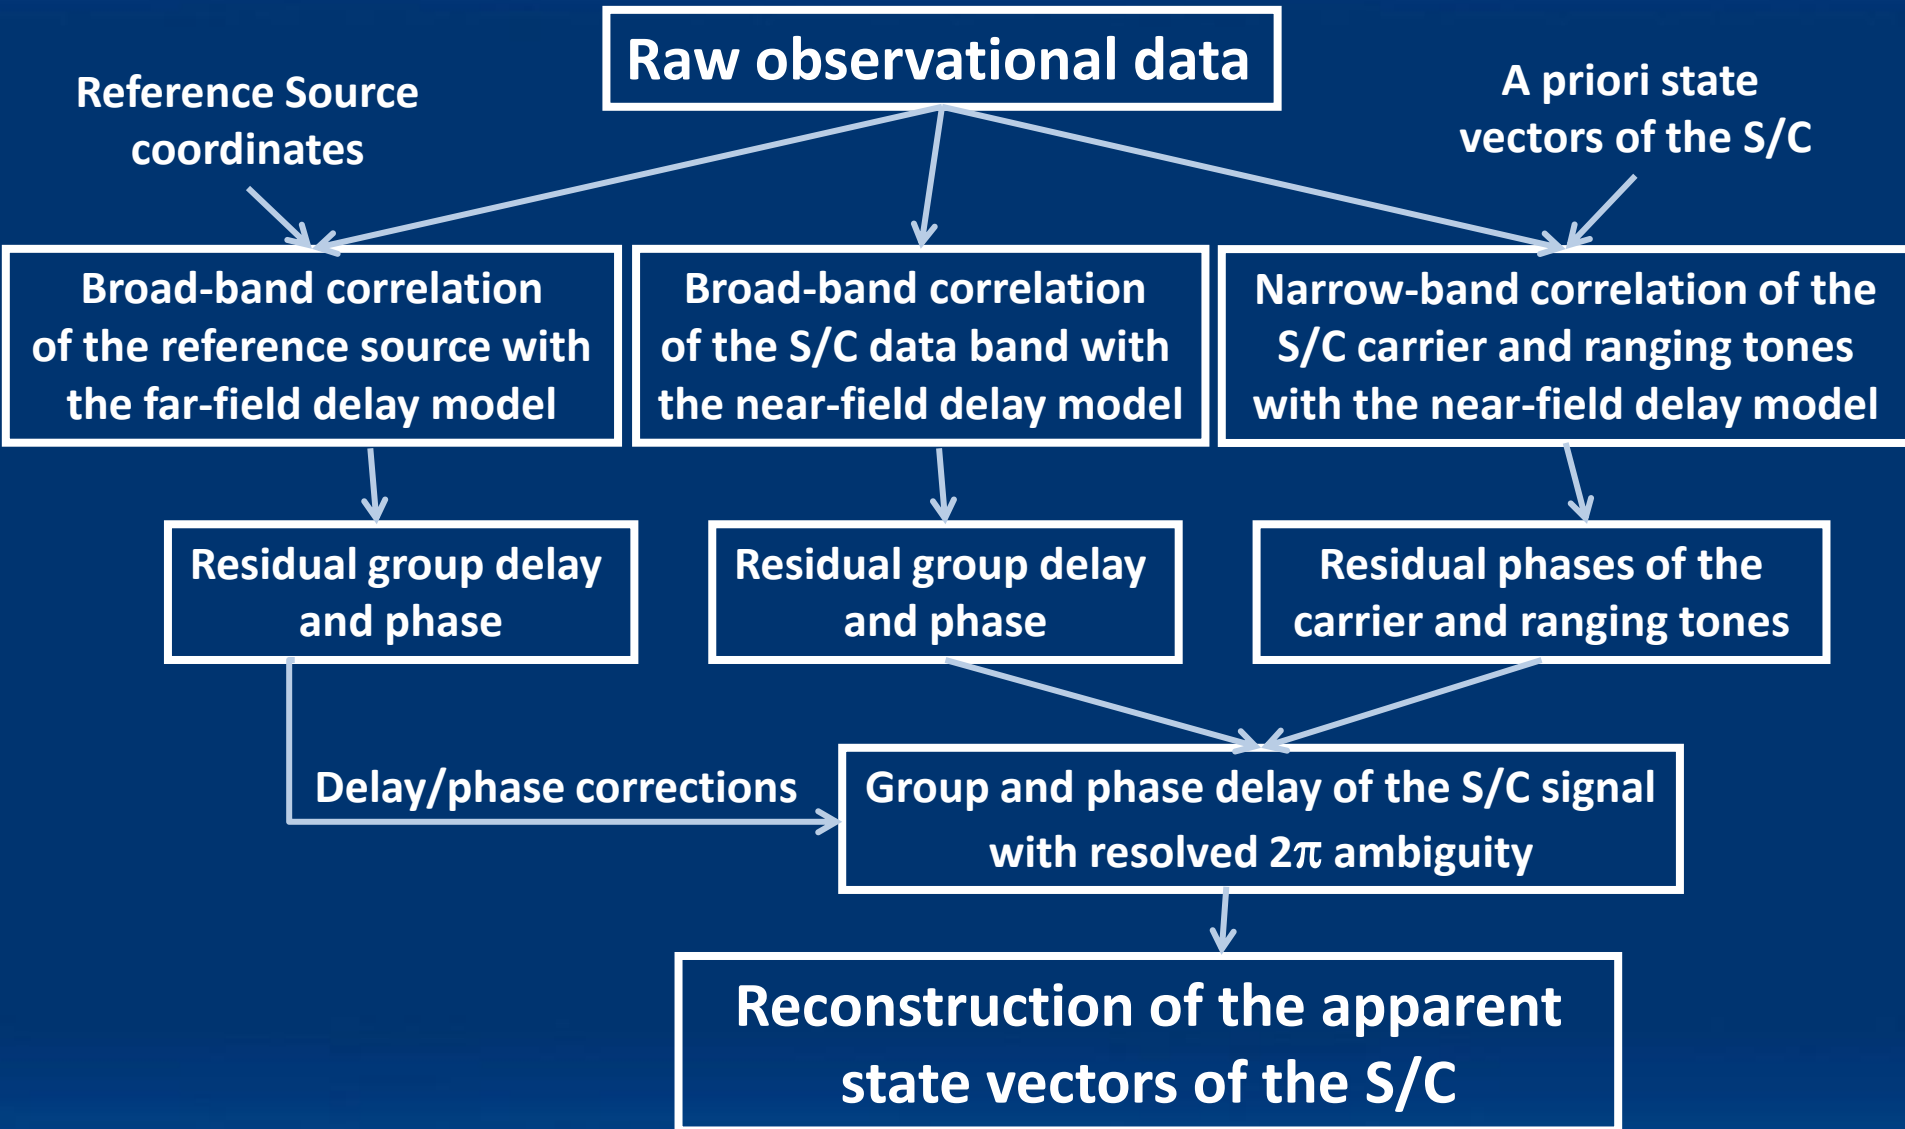 Raw observational data
Reference Source
coordinates
A priori state
vectors of the S/C
Broad-band correlation
of the reference source with
the far-field delay model
Broad-band correlation
of the S/C data band with
the near-field delay model
Narrow-band correlation of the
S/C carrier and ranging tones
with the near-field delay model
Residual group delay
and phase
Residual group delay
and phase
Residual phases of the
carrier and ranging tones
Delay/phase corrections
Group and phase delay of the S/C signal
with resolved 2π ambiguity
Reconstruction of the apparent
state vectors of the S/C